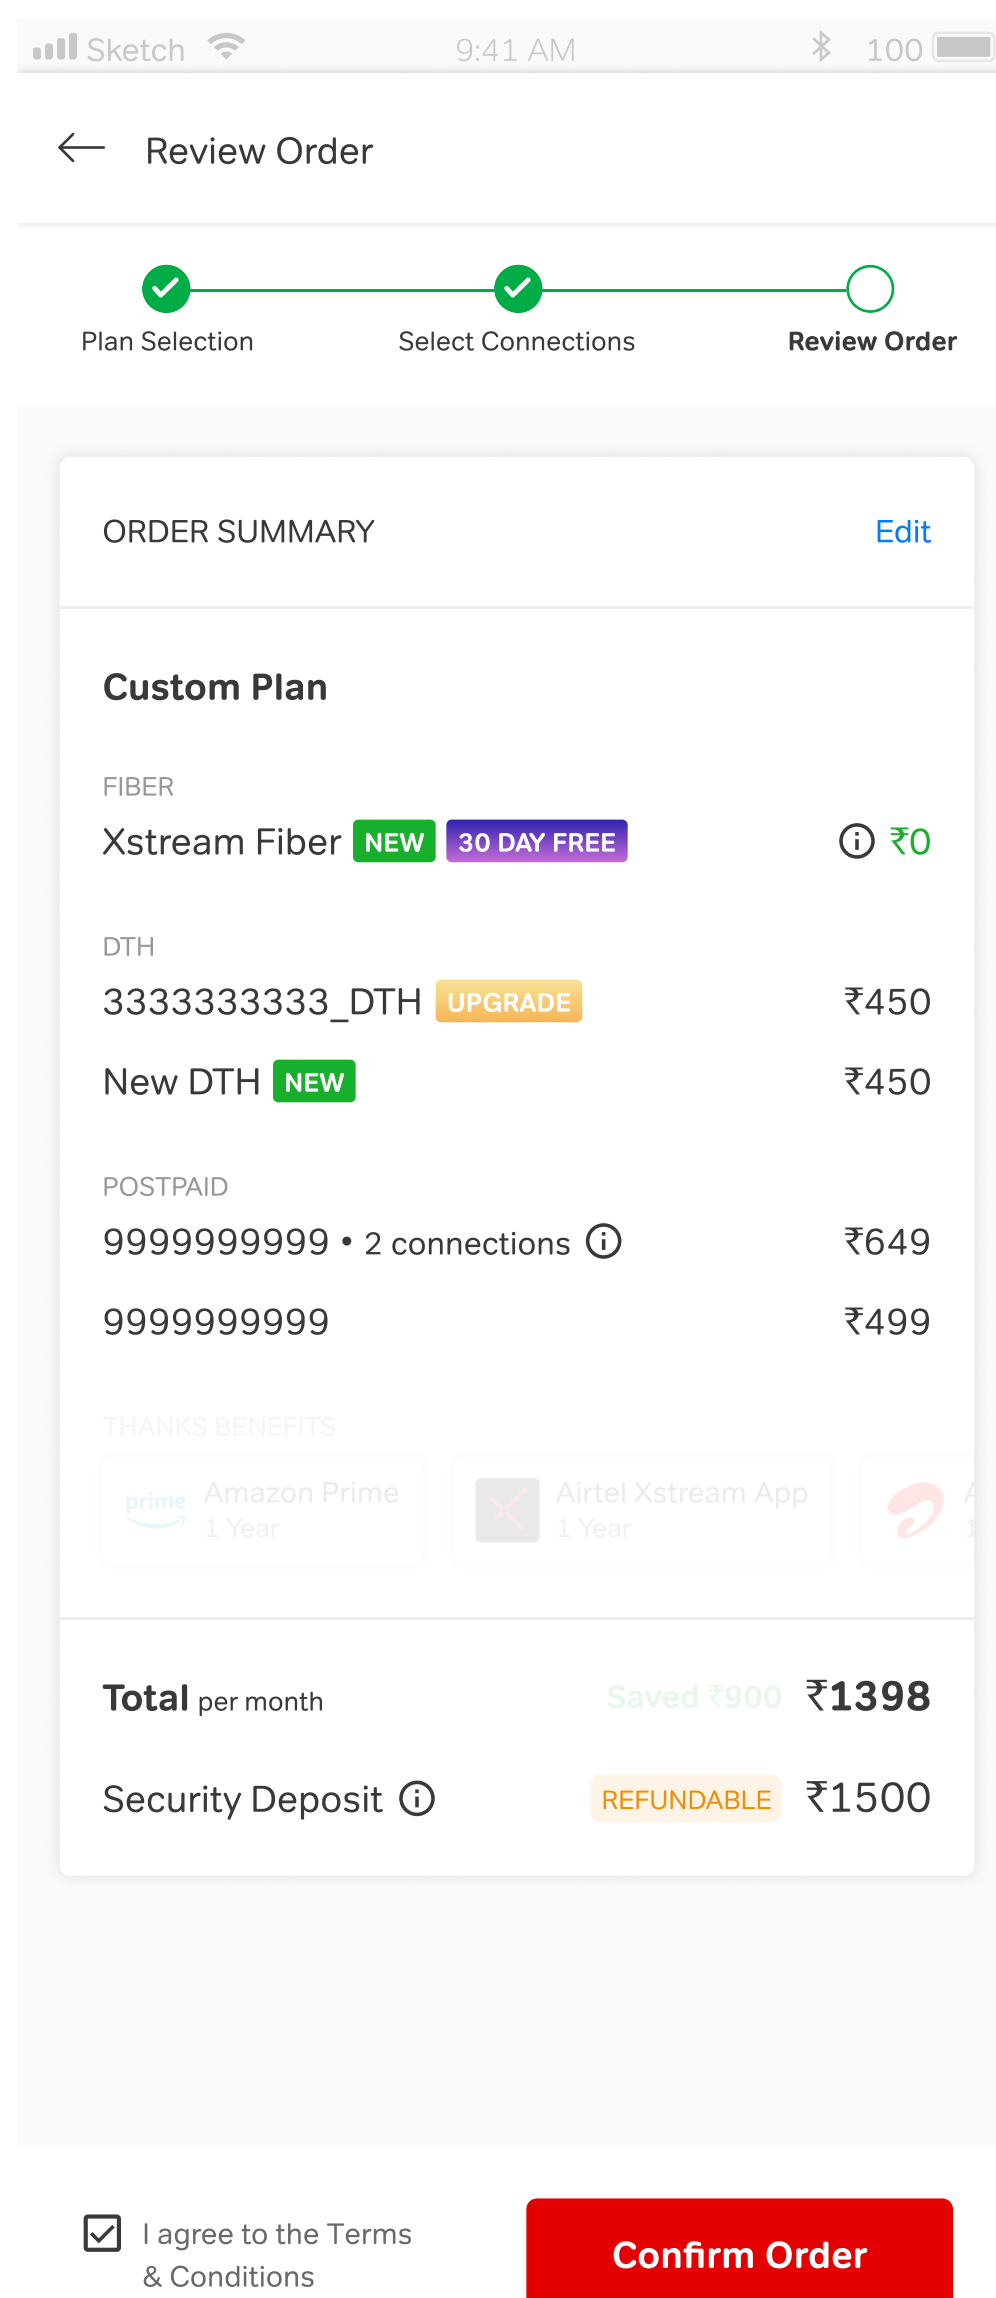 Sketch 9:41 AM 100
Review Order
Plan Selection Select Connections Review Order
ORDER SUMMARY Edit
Custom Plan
FIBER
Xstream Fiber NEW 30 DAY FREE ₹0
DTH
3333333333_DTH UPGRADE ₹450
New DTH NEW ₹450
POSTPAID
9999999999 • 2 connections ₹649
9999999999 ₹499
THANKS BENEFITS
prime Amazon Prime Airtel Xstream App
1 Year 1 Year
Total per month Saved ₹900 ₹1398
Security Deposit REFUNDABLE ₹1500
I agree to the Terms
& Conditions
Confirm Order